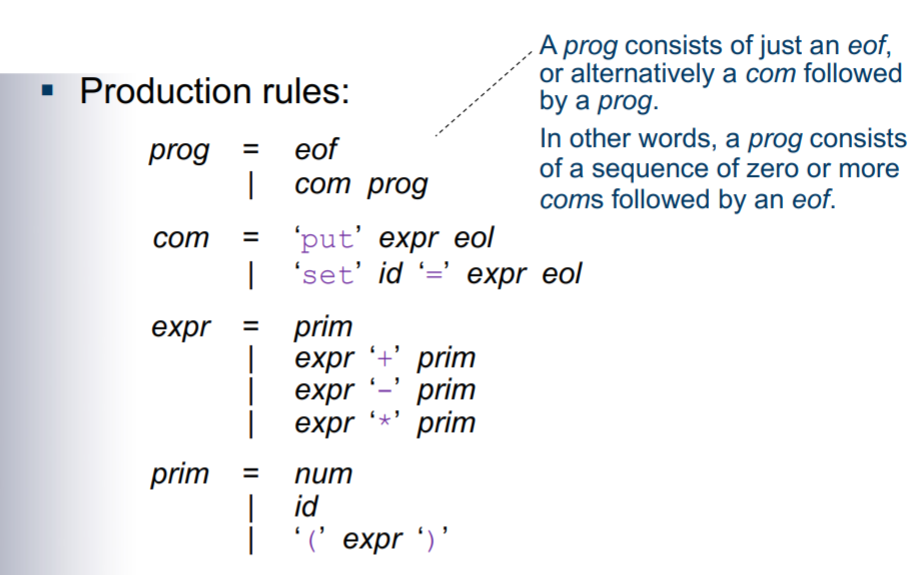 A prog consists of just an eof,
or alternatively a com followed
by a prog.
In other words, a prog consists
of a sequence of zero or more
coms followed by an eof.
▪ Production rules:
prog = eof
| com prog
com = ‘put’ expr eol
| ‘set’ id ‘=’ expr eol
expr = prim
| expr ‘+’ prim
| expr ‘-’ prim
| expr ‘*’ prim
prim = num
| id
| ‘(’ expr ‘)’